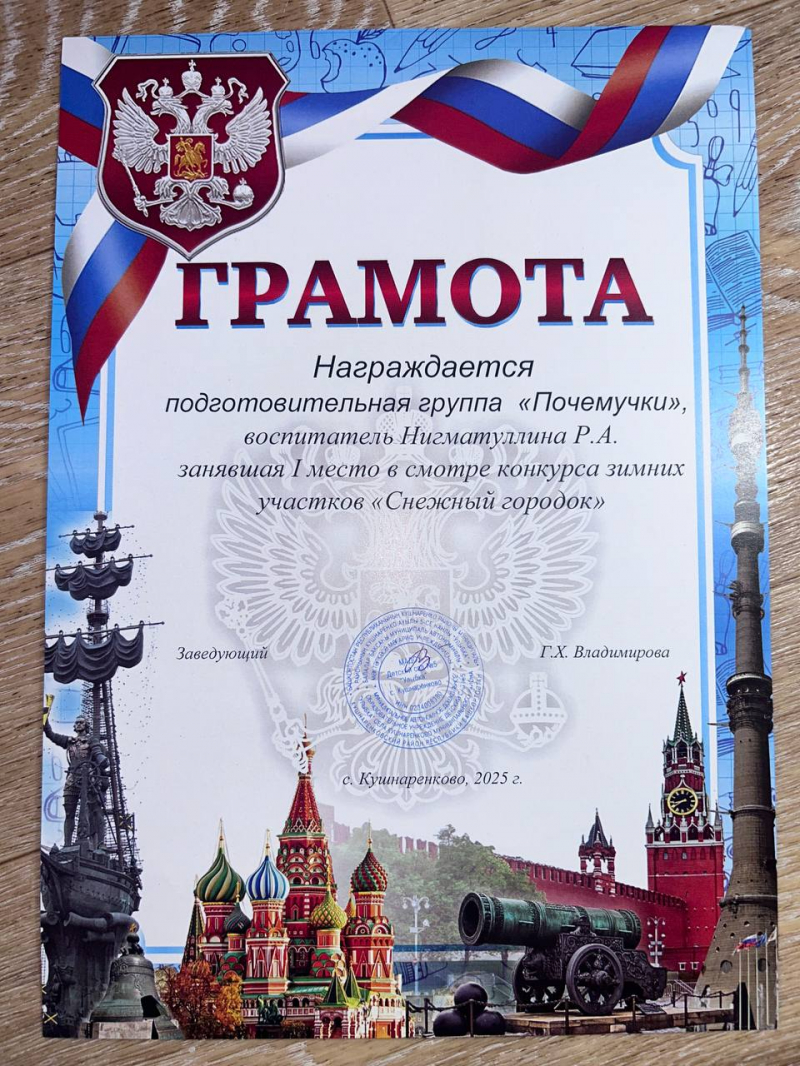 ГРАМОТА
Награждается
подготовительная группа «Почемучки»,
воспитатель Нигматуллина Р.А.
занявшая I место в смотре конкурса зимних
участков «Снежный городок»
Заведующий
Г.Х. Владимирова
с. Кушнаренково, 2025 г.